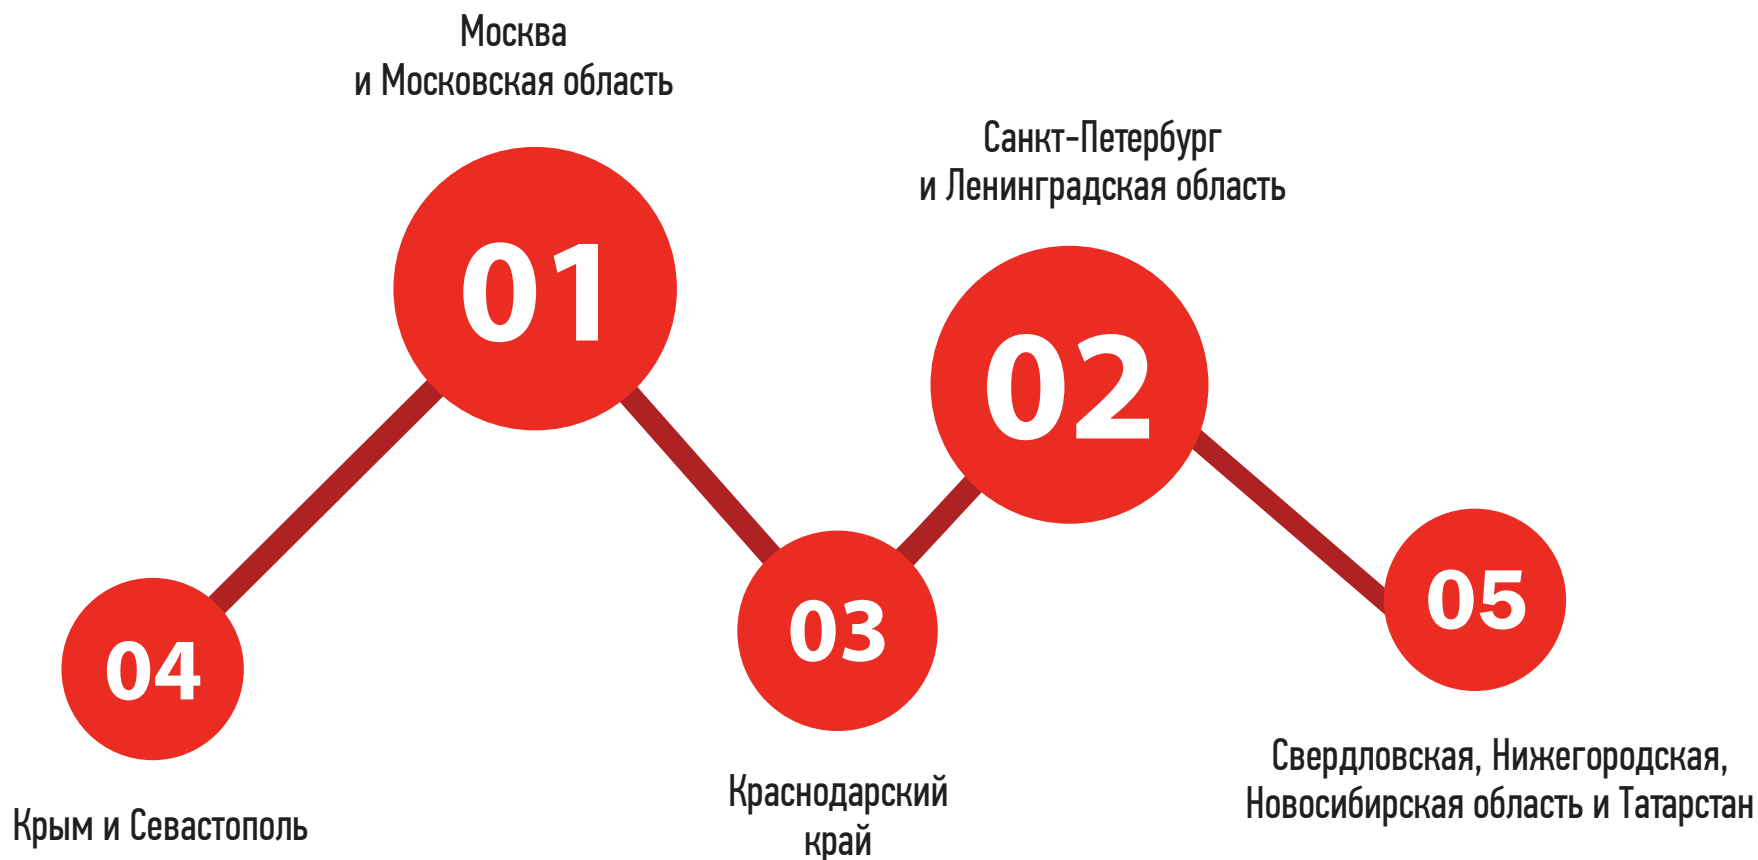 Москва
и Московская область
01
Санкт-Петербург
и Ленинградская область
02
03
Краснодарский
край
04
Крым и Севастополь
05
Свердловская, Нижегородская,
Новосибирская область и Татарстан